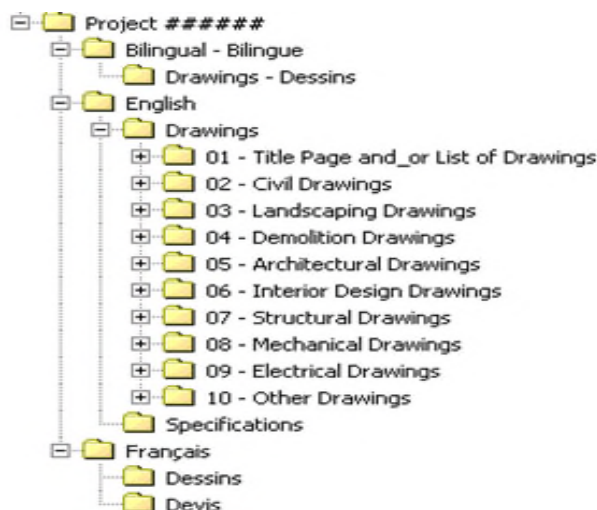 Project ######
Bilingual - Bilingue
Drawings - Dessins
English
Drawings
01 - Title Page and_or List of Drawings
02 - Civil Drawings
03 - Landscaping Drawings
04 - Demolition Drawings
05 - Architectural Drawings
06 - Interior Design Drawings
07 - Structural Drawings
08 - Mechanical Drawings
09 - Electrical Drawings
10 - Other Drawings
Specifications
Français
Dessins
Devis